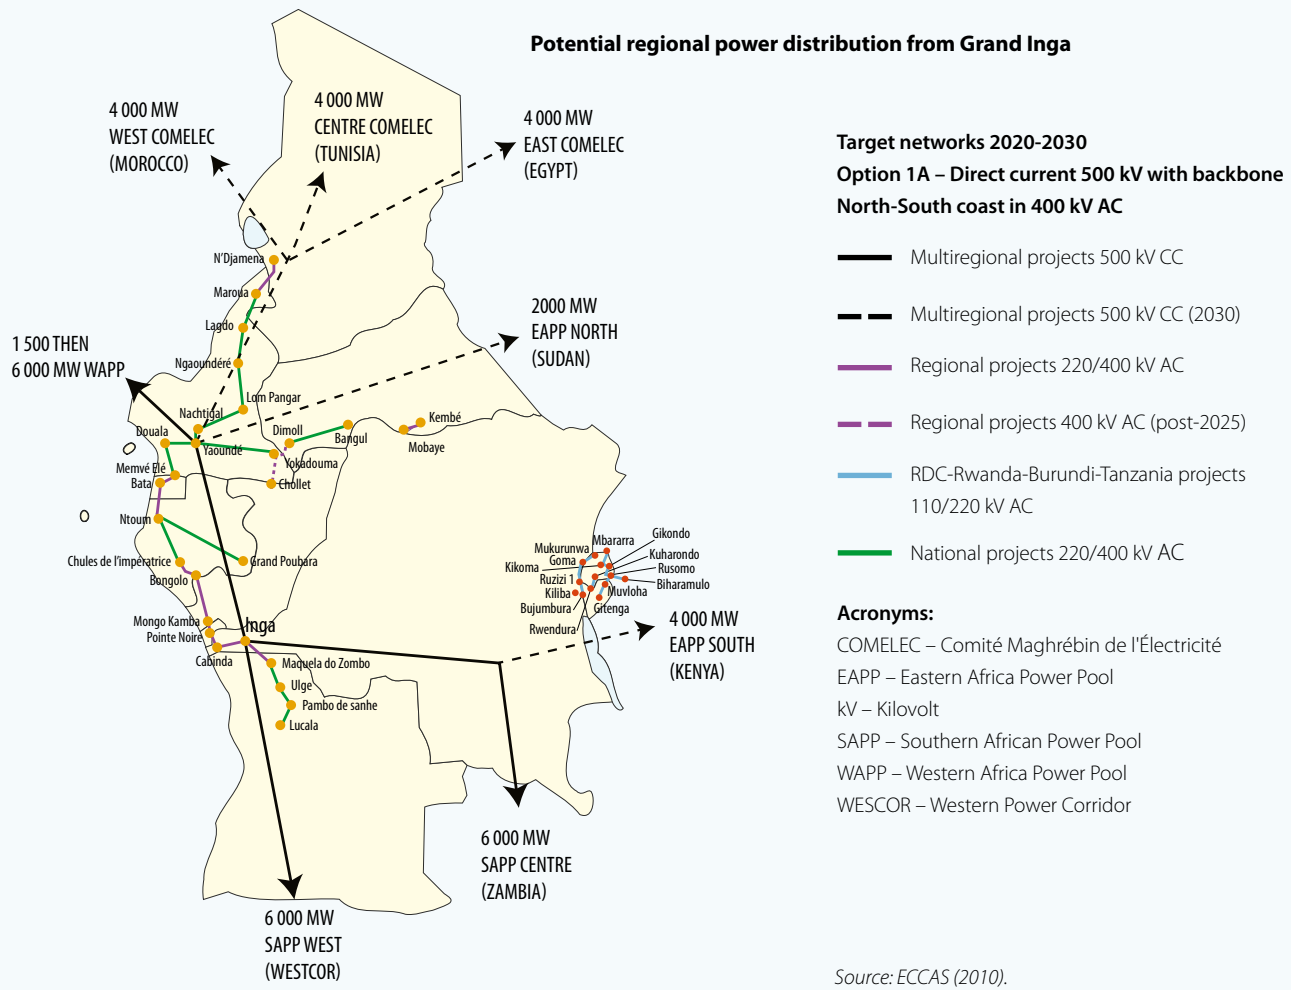 Potential regional power distribution from Grand Inga
4 000 MW
WEST COMELEC
(MOROCCO)
4 000 MW
CENTRE COMELEC
(TUNISIA)
4 000 MW
EAST COMELEC
(EGYPT)
2000 MW
EAPP NORTH
(SUDAN)
1 500 THEN
6 000 MW WAPP
N'Djamena
Maroua
Lagdo
Ngaoundéré
Lom Pangar
Nachtigal
Douala
Yaoundé
Dimoll
Bangul
Kembé
Mobaye
Yokadouma
Chollet
Memvé Élé
Bata
Ntoum
Chules de l'impératrice
Grand Poubara
Bongolo
Mongo Kamba
Pointe Noire
Inga
Cabinda
Maquela do Zombo
Ulge
Pambo de sanhe
Lucala
Gikondo
Mbararra
Mukurunwa
Kuharondo
Goma
Kikoma
Rusomo
Ruzizi 1
Biharamulo
Kiliba
Muvloha
Bujumbura
Gitenga
Rwendura
4 000 MW
EAPP SOUTH
(KENYA)
6 000 MW
SAPP CENTRE
(ZAMBIA)
6 000 MW
SAPP WEST
(WESTCOR)
Target networks 2020-2030
Option 1A – Direct current 500 kV with backbone
North-South coast in 400 kV AC
Multiregional projects 500 kV CC
Multiregional projects 500 kV CC (2030)
Regional projects 220/400 kV AC
Regional projects 400 kV AC (post-2025)
RDC-Rwanda-Burundi-Tanzania projects
110/220 kV AC
National projects 220/400 kV AC
Acronyms:
COMELEC – Comité Maghrébin de l'Électricité
EAPP – Eastern Africa Power Pool
kV – Kilovolt
SAPP – Southern African Power Pool
WAPP – Western Africa Power Pool
WESCOR – Western Power Corridor
Source: ECCAS (2010).